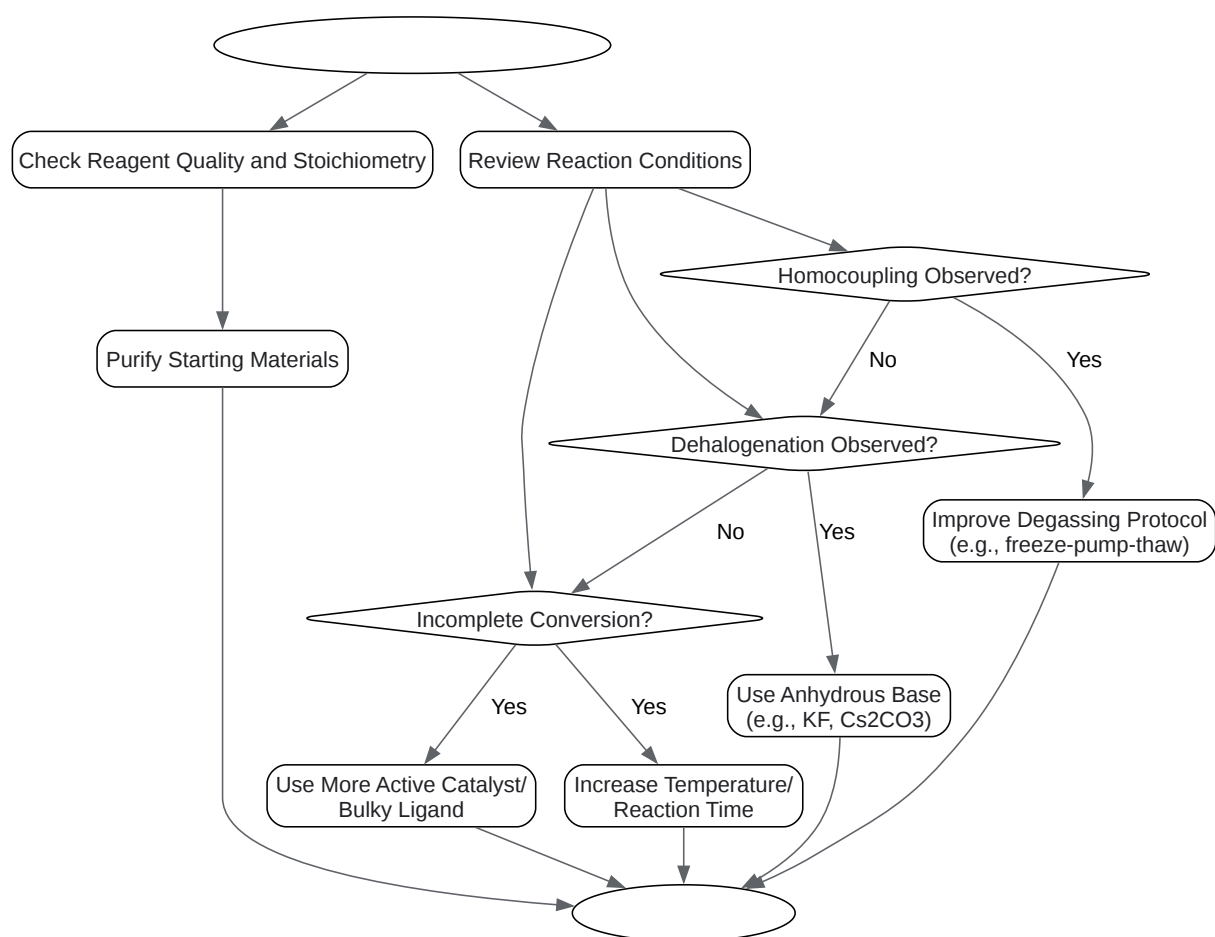 Check Reagent Quality and Stoichiometry
Review Reaction Conditions
Homocoupling Observed?
Purify Starting Materials
No
Yes
Dehalogenation Observed?
Improve Degassing Protocol
(e.g., freeze-pump-thaw)
No
Yes
Incomplete Conversion?
Use Anhydrous Base
(e.g., KF, Cs2CO3)
Yes
Yes
Use More Active Catalyst/
Bulky Ligand
Increase Temperature/
Reaction Time